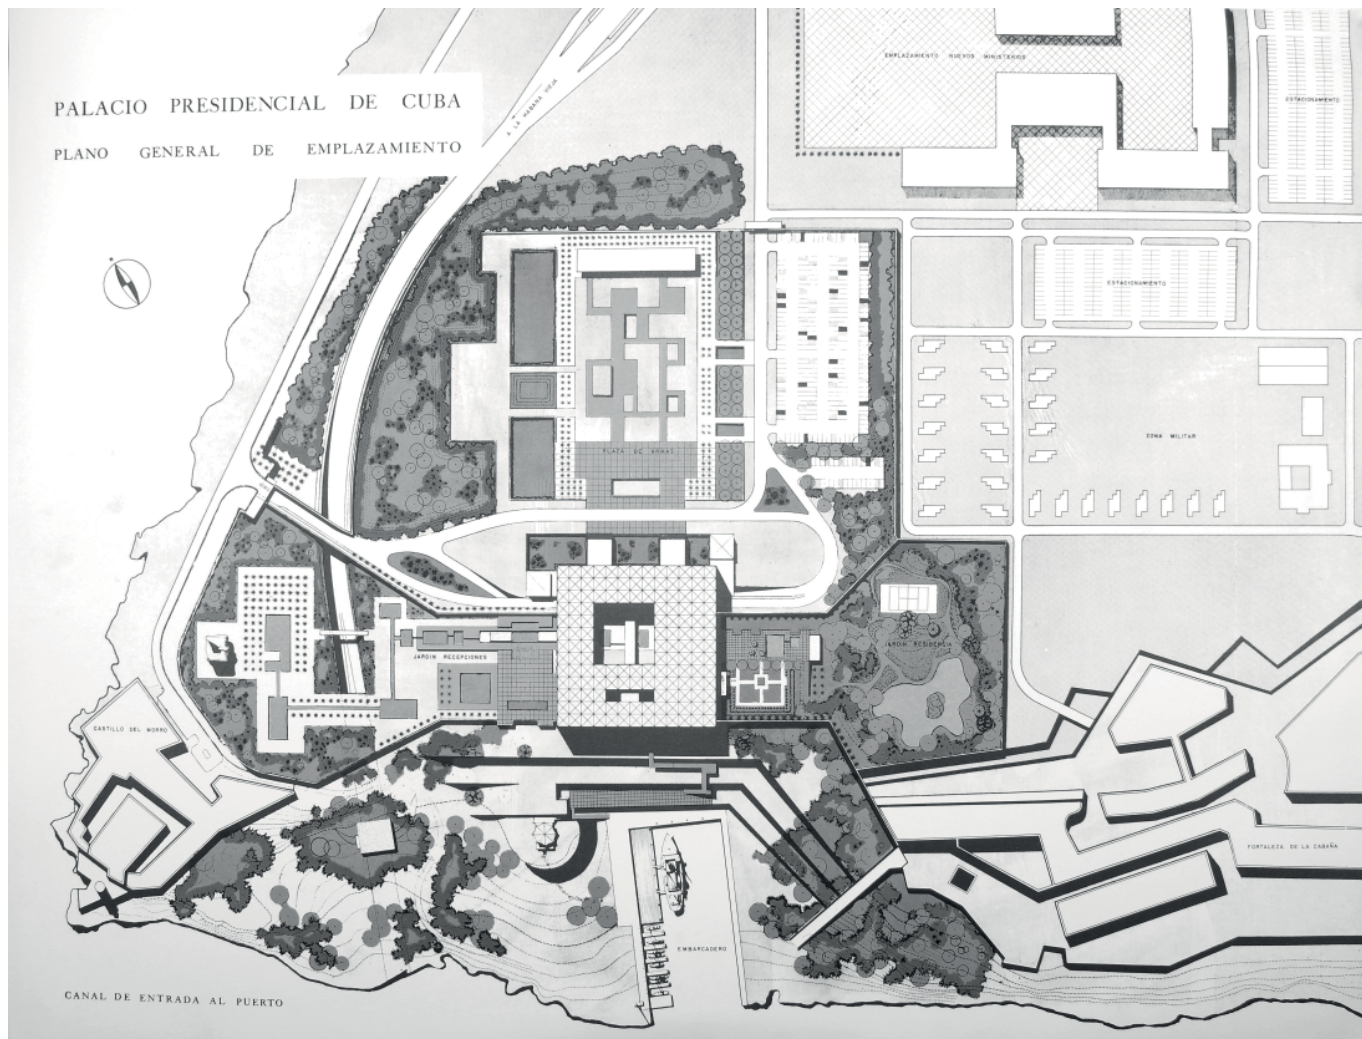 PALACIO PRESIDENCIAL DE CUBA
PLANO GENERAL DE EMPLAZAMIENTO
A LA HABANA VIEJA
EMPLAZAMIENTO NUEVOS MINISTERIOS
ESTACIONAMIENTO
ESTACIONAMIENTO
ZONA MILITAR
PLAZA DE ARMAS
JARDIN RECEPCIONES
JARDIN RESIDENCIA
CASTILLO DEL MORRO
FORTALEZA DE LA CABAÑA
EMBARCADERO
CANAL DE ENTRADA AL PUERTO